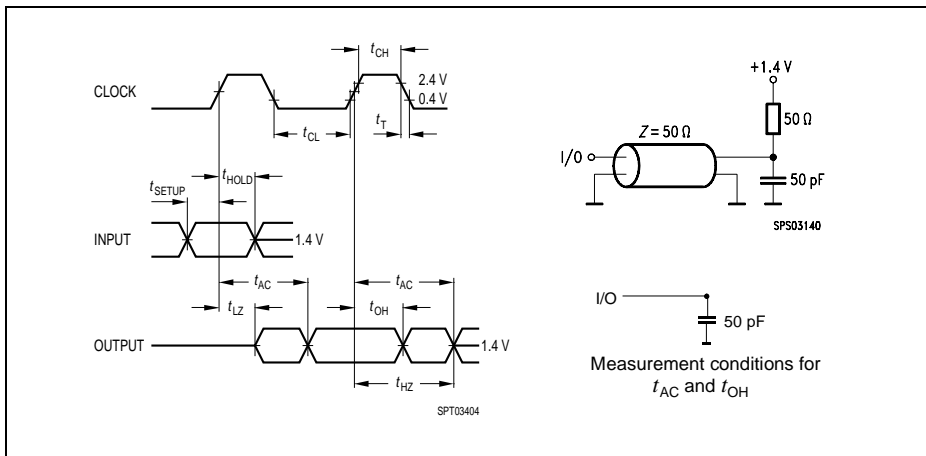 CLOCK
tCH
2.4 V
0.4 V
tCL
tT
tSETUP
tHOLD
INPUT
1.4 V
tAC
tAC
tLZ
tOH
OUTPUT
1.4 V
tHZ
SPT03404
+1.4 V
50 Ω
Z = 50 Ω
I/O
50 pF
SPS03140
I/O
50 pF
Measurement conditions for
tAC and tOH